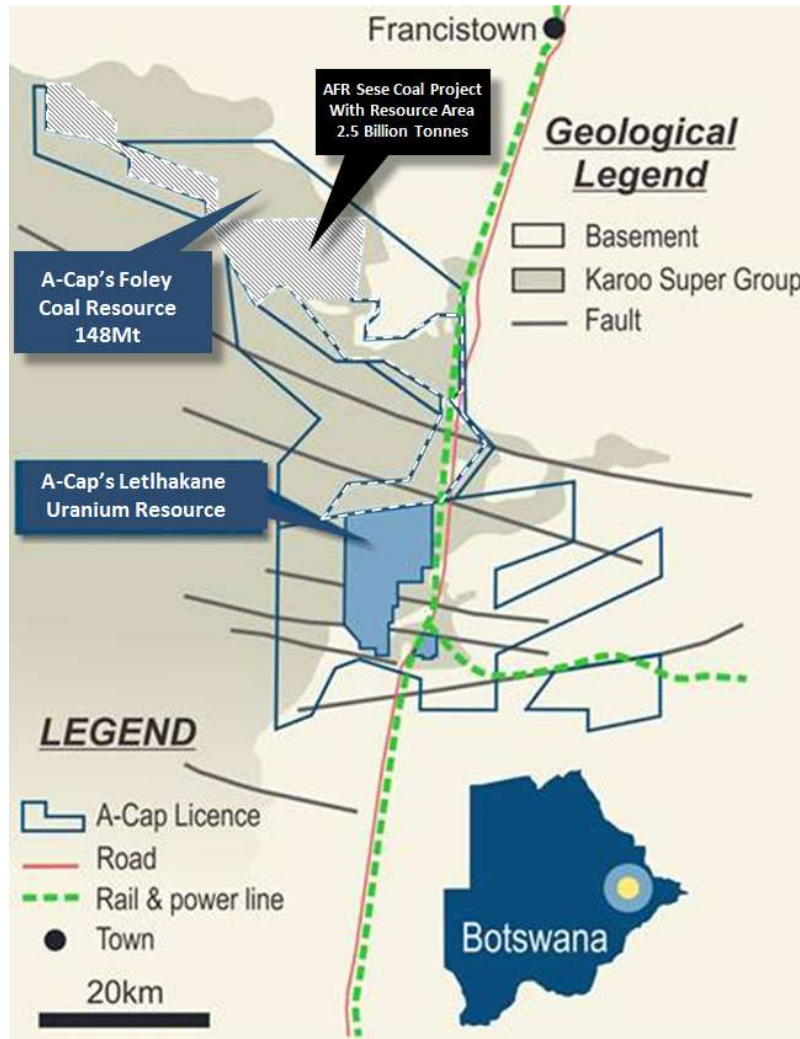 Francistown
AFR Sese Coal Project
With Resource Area
2.5 Billion Tonnes
Geological
Legend
Basement
Karoo Super Group
Fault
A-Cap's Foley
Coal Resource
148Mt
A-Cap's Letlhakane
Uranium Resource
LEGEND
A-Cap Licence
Road
Rail & power line
Town
20km
Botswana